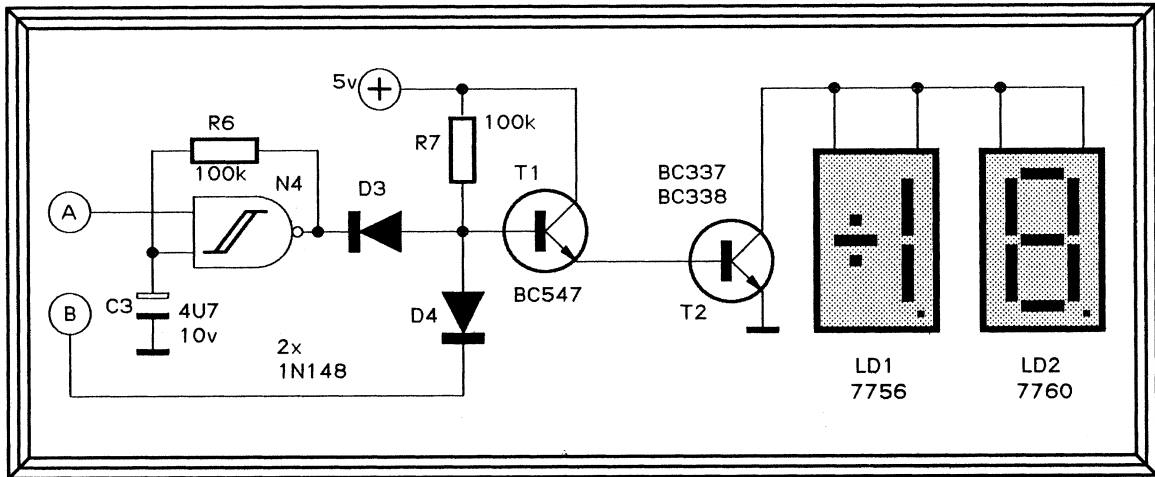 5v
+
R6
100k
R7
100k
N4
D3
T1
BC337
BC338
A
B
C3
4U7
10v
D4
BC547
T2
2x
1N148
LD1
7756
LD2
7760